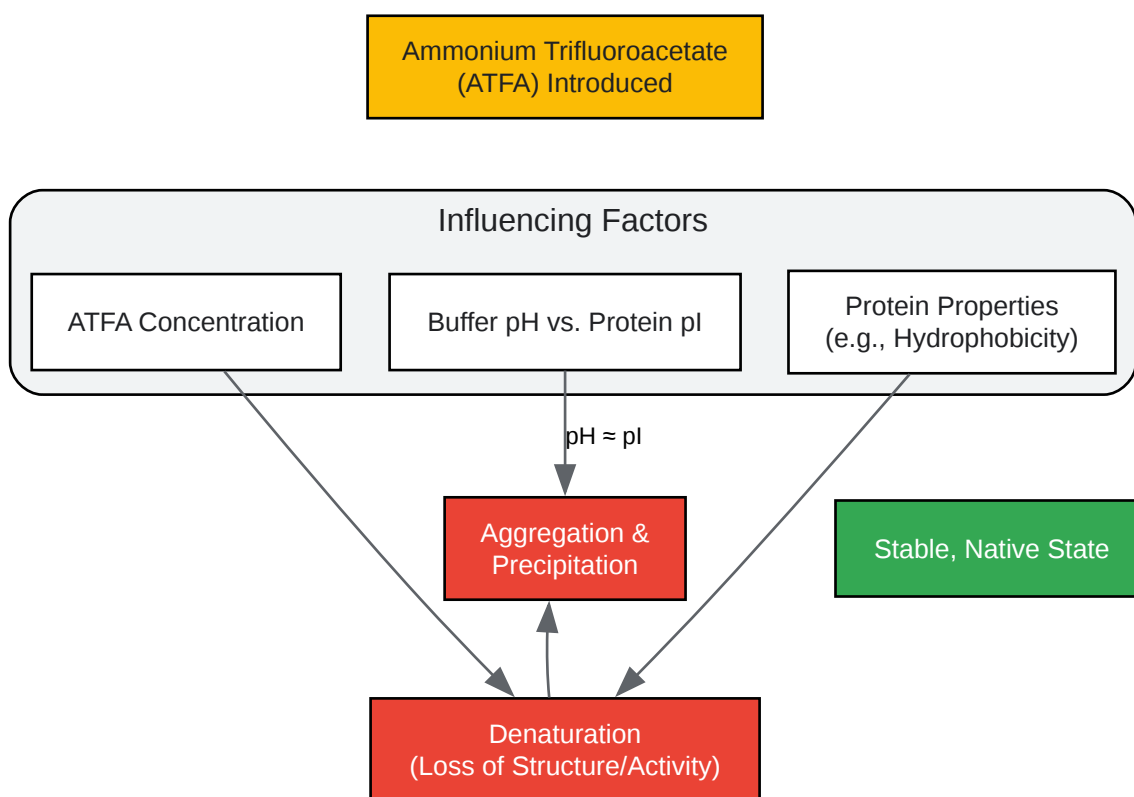 Ammonium Trifluoroacetate
(ATFA) Introduced
Influencing Factors
ATFA Concentration
Buffer pH vs. Protein pI
Protein Properties
(e.g., Hydrophobicity)
pH ≈ pI
Aggregation &
Precipitation
Stable, Native State
Denaturation
(Loss of Structure/Activity)